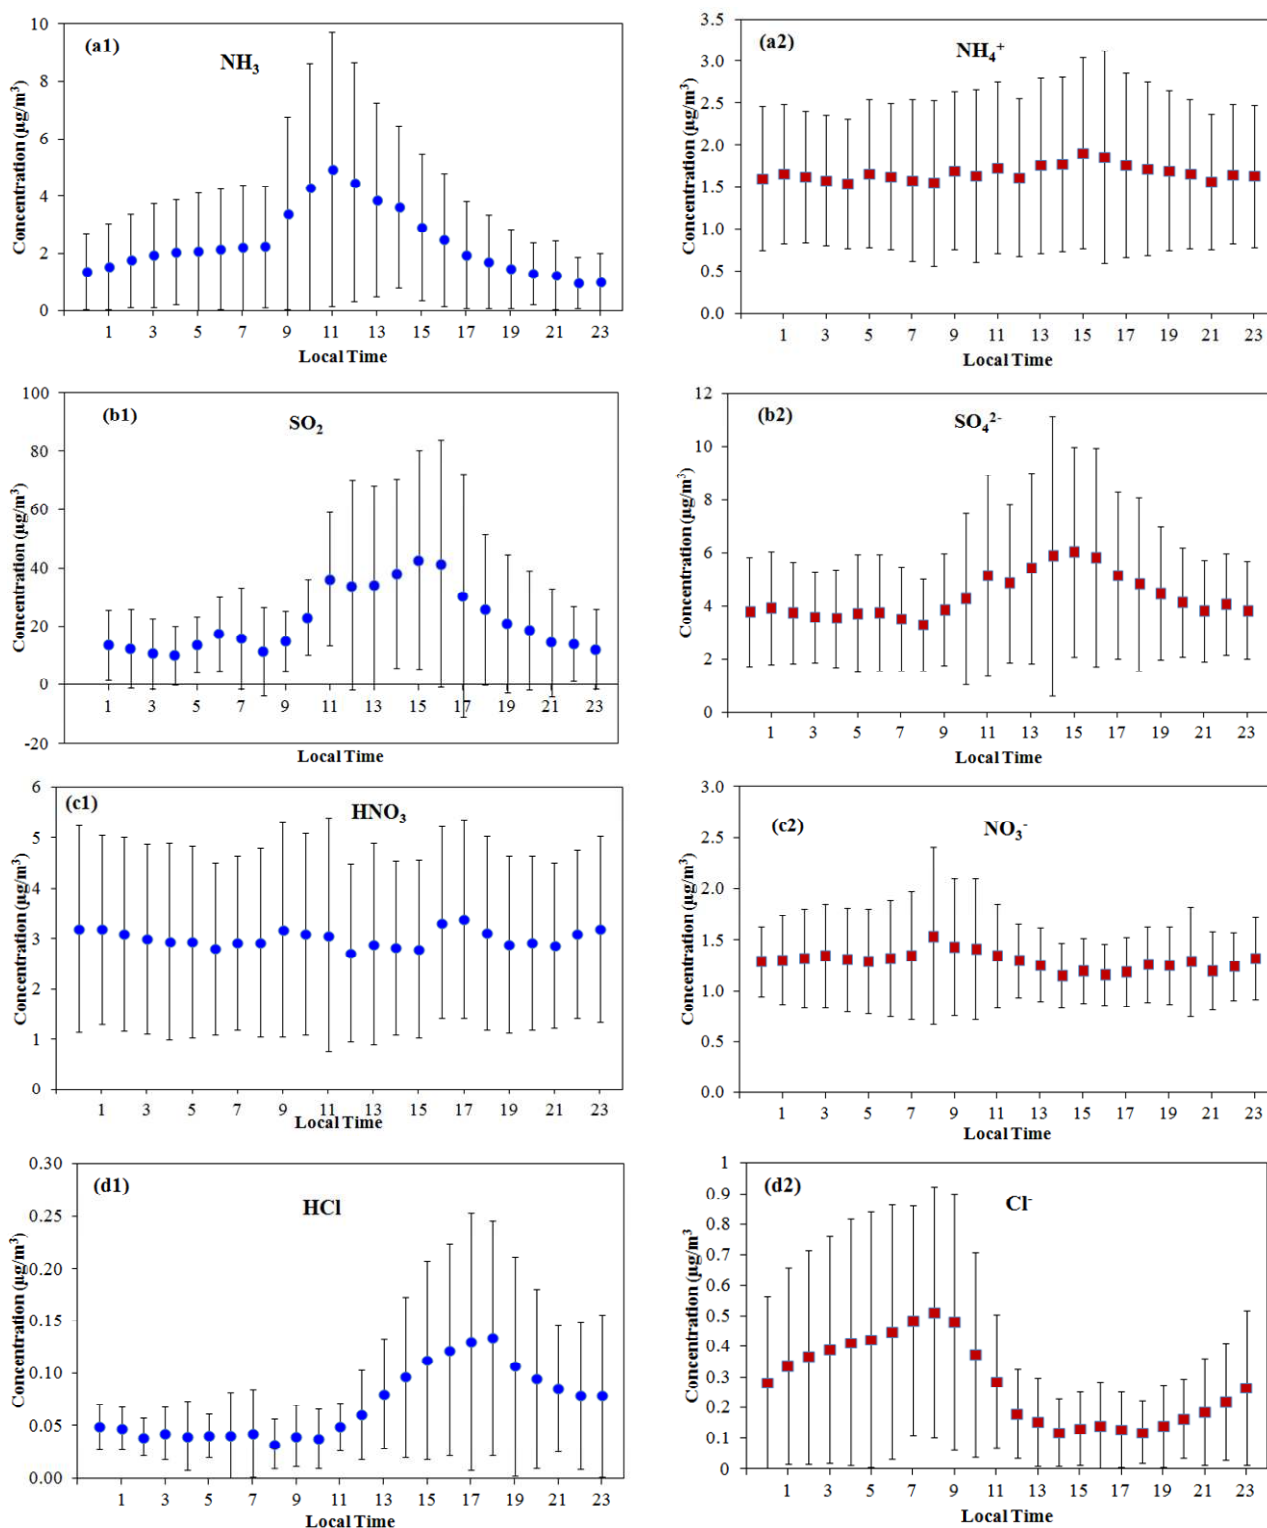 (a1)
NH₃
Concentration (µg/m³)
10
8
6
4
2
0
1 3 5 7 9 11 13 15 17 19 21 23
Local Time
(a2)
NH₄⁺
Concentration (µg/m³)
3.5
3.0
2.5
2.0
1.5
1.0
0.5
0.0
1 3 5 7 9 11 13 15 17 19 21 23
Local Time
(b1)
SO₂
Concentration (µg/m³)
100
80
60
40
20
0
-20
1 3 5 7 9 11 13 15 17 19 21 23
Local Time
(b2)
SO₄²⁻
Concentration (µg/m³)
12
10
8
6
4
2
0
1 3 5 7 9 11 13 15 17 19 21 23
Local Time
(c1)
HNO₃
Concentration (µg/m³)
6
5
4
3
2
1
0
1 3 5 7 9 11 13 15 17 19 21 23
Local Time
(c2)
NO₃⁻
Concentration (µg/m³)
3.0
2.5
2.0
1.5
1.0
0.5
0.0
1 3 5 7 9 11 13 15 17 19 21 23
Local Time
(d1)
HCl
Concentration (µg/m³)
0.30
0.25
0.20
0.15
0.10
0.05
0.00
1 3 5 7 9 11 13 15 17 19 21 23
Local Time
(d2)
Cl⁻
Concentration (µg/m³
1
0.9
0.8
0.7
0.6
0.5
0.4
0.3
0.2
0.1
0
1 3 5 7 9 11 13 15 17 19 21 23
Local Time